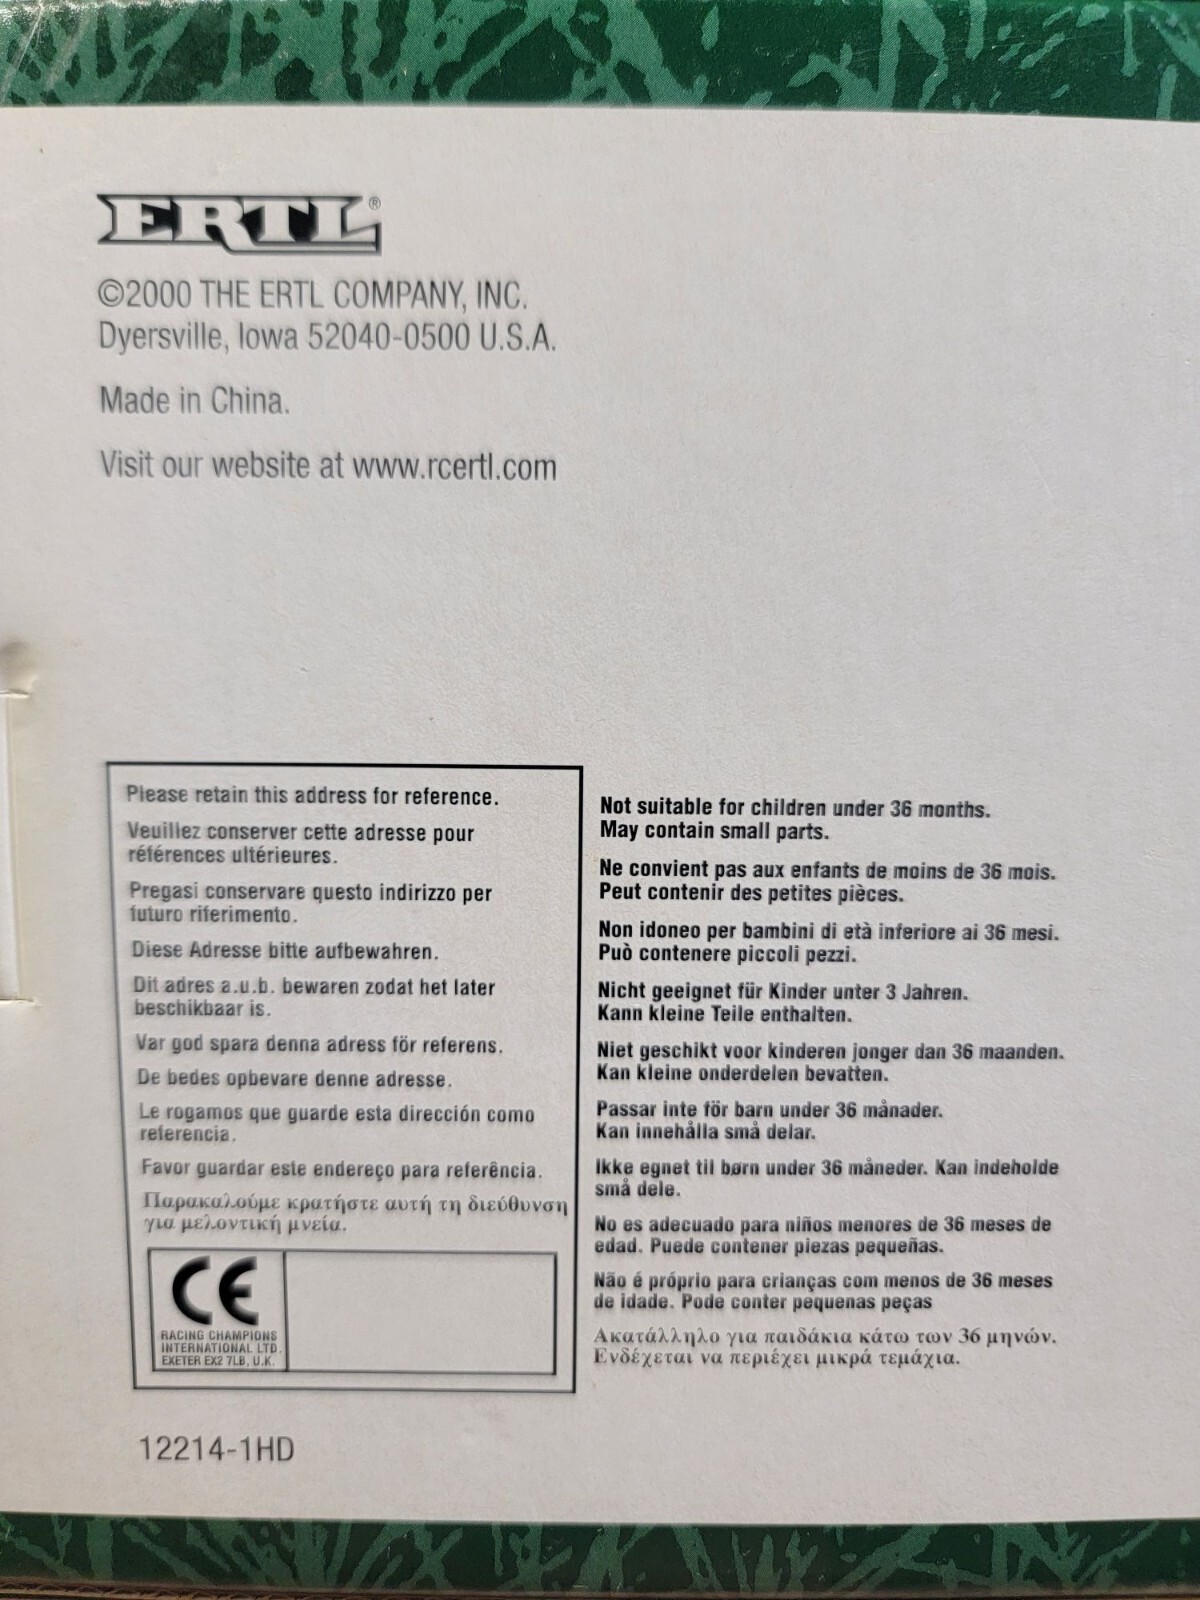 ERTL®
©2000 THE ERTL COMPANY, INC.
Dyersville, Iowa 52040-0500 U.S.A.
Made in China.
Visit our website at www.rcertl.com
Please retain this address for reference.
Veuillez conserver cette adresse pour
références ultérieures.
Pregasi conservare questo indirizzo per
futuro riferimento.
Diese Adresse bitte aufbewahren.
Dit adres a.u.b. bewaren zodat het later
beschikbaar is.
Var god spara denna adress för referens.
De bedes opbevare denne adresse.
Le rogamos que guarde esta dirección como
referencia.
Favor guardar este endereço para referência.
Παρακαλούμε κρατήστε αυτή τη διεύθυνση
για μελοντική μνεία.
CE
RACING CHAMPIONS
INTERNATIONAL LTD.
EXETER EX2 7LB, U.K.
Not suitable for children under 36 months.
May contain small parts.
Ne convient pas aux enfants de moins de 36 mois.
Peut contenir des petites pièces.
Non idoneo per bambini di età inferiore ai 36 mesi.
Può contenere piccoli pezzi.
Nicht geeignet für Kinder unter 3 Jahren.
Kann kleine Teile enthalten.
Niet geschikt voor kinderen jonger dan 36 maanden.
Kan kleine onderdelen bevatten.
Passar inte för barn under 36 månader.
Kan innehålla små delar.
Ikke egnet til børn under 36 måneder. Kan indeholde
små dele.
No es adecuado para niños menores de 36 meses de
edad. Puede contener piezas pequeñas.
Não é próprio para crianças com menos de 36 meses
de idade. Pode conter pequenas peças
Ακατάλληλο για παιδάκια κάτω των 36 μηνών.
Ενδέχεται να περιέχει μικρά τεμάχια.
12214-1HD